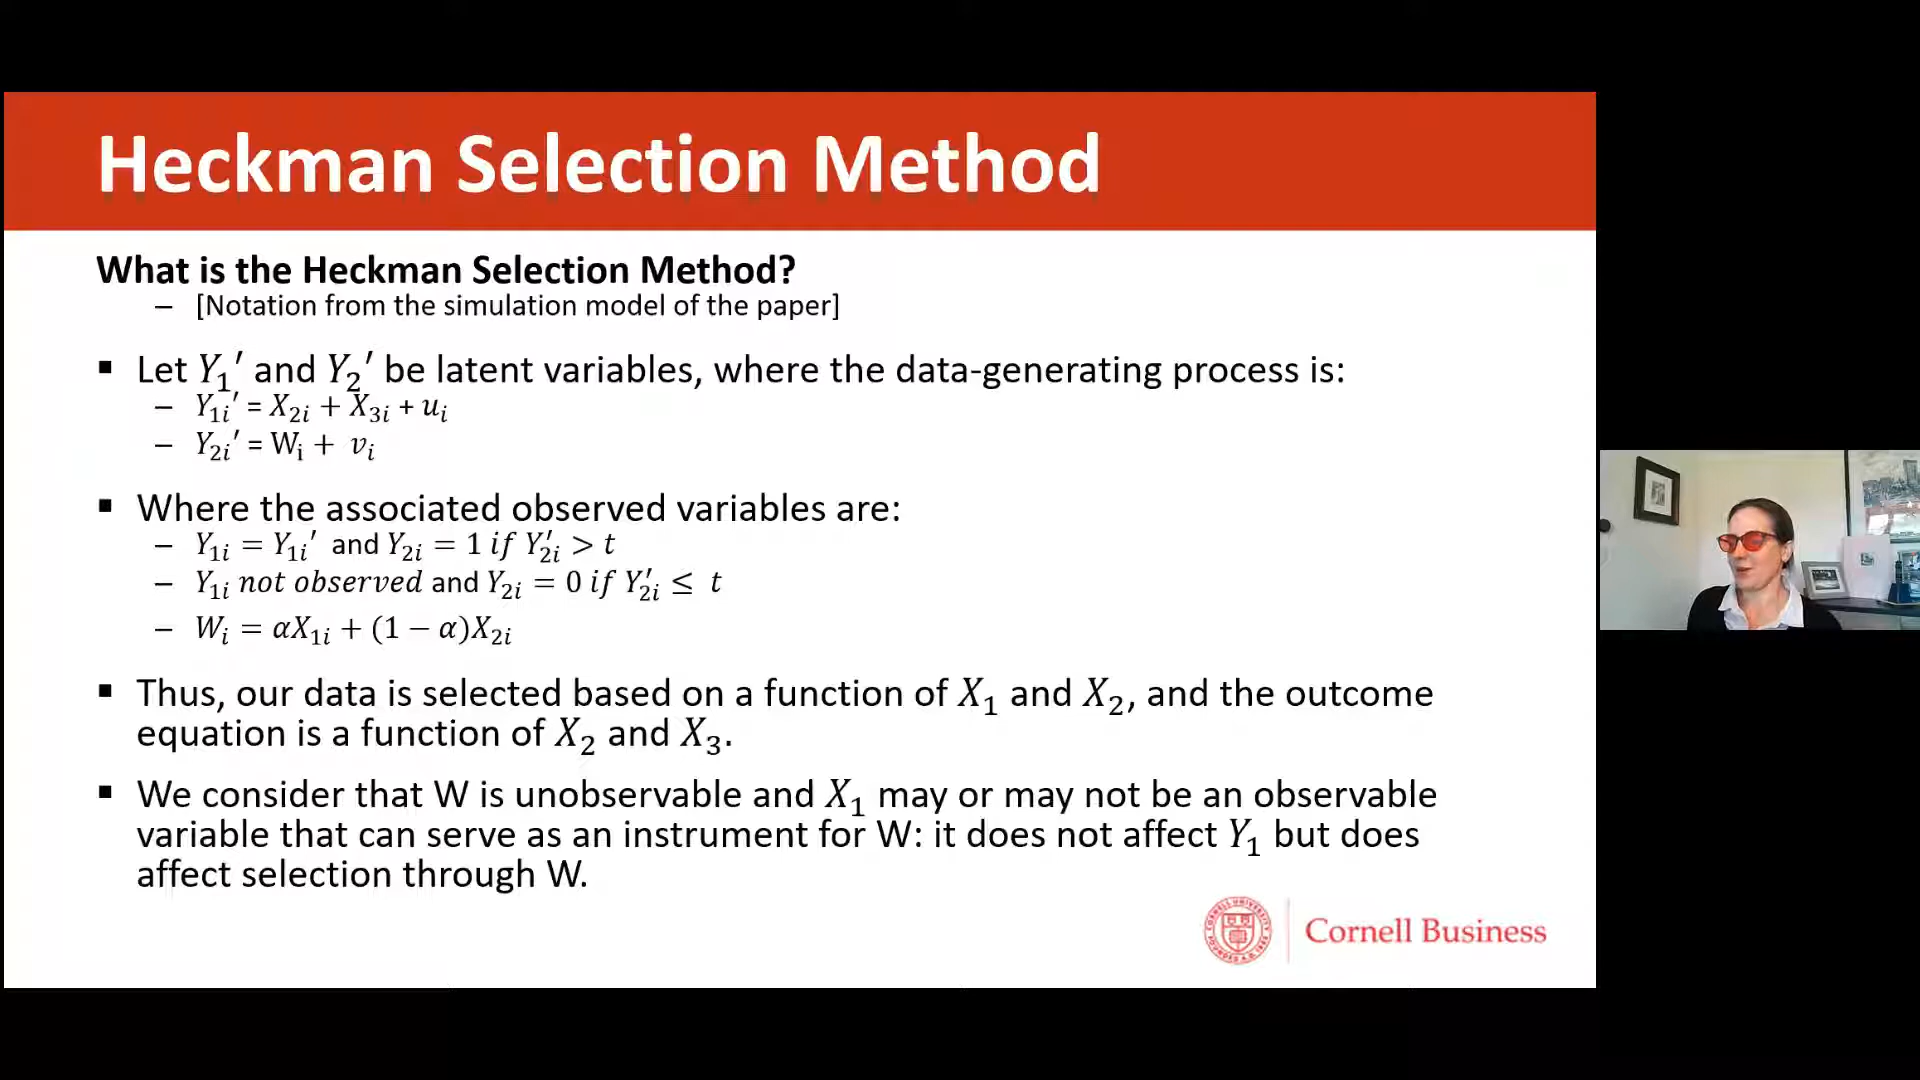 Heckman Selection Method
What is the Heckman Selection Method?
– [Notation from the simulation model of the paper]
▪ Let Y₁′ and Y₂′ be latent variables, where the data-generating process is:
– Y₁ᵢ′ = X₂ᵢ + X₃ᵢ + uᵢ
– Y₂ᵢ′ = Wᵢ + vᵢ
▪ Where the associated observed variables are:
– Y₁ᵢ = Y₁ᵢ′ and Y₂ᵢ = 1 if Y₂ᵢ′ > t
– Y₁ᵢ not observed and Y₂ᵢ = 0 if Y₂ᵢ′ ≤ t
– Wᵢ = αX₁ᵢ + (1 − α)X₂ᵢ
▪ Thus, our data is selected based on a function of X₁ and X₂, and the outcome
equation is a function of X₂ and X₃.
▪ We consider that W is unobservable and X₁ may or may not be an observable
variable that can serve as an instrument for W: it does not affect Y₁ but does
affect selection through W.
Cornell Business